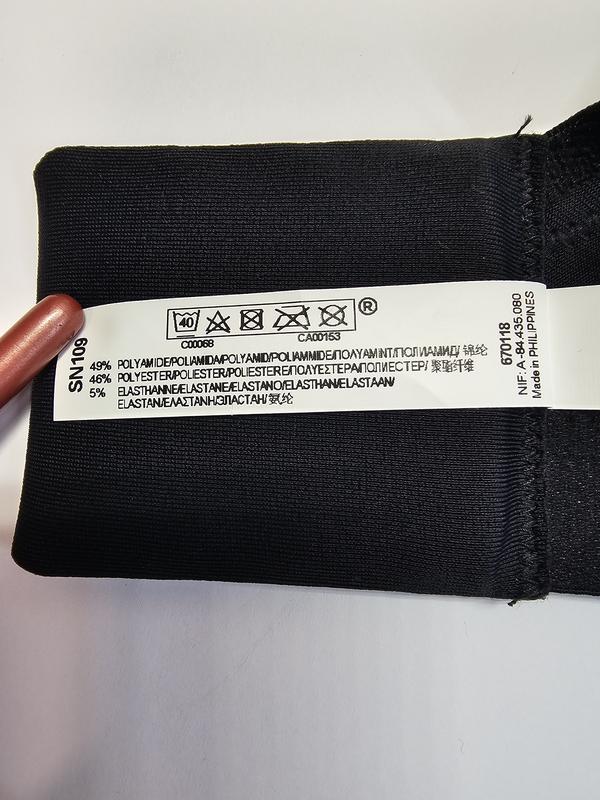 40
®
C0068
CA00153
SN109
49% POLYAMIDE/POLIAMIDA/POLYAMID/POLIAMMIDE/ΠΟΛΥΑΜΙΝΤ/ПОЛИАМИД/ 锦纶
46% POLYESTER/POLIESTER/POLIESTERE/ΠΟΛΥΕΣΤΕΡΑ/ПОЛИЕСТЕР/ 聚酯纤维
5% ELASTHANNE/ELASTANE/ELASTANO/ELASTHAN/ELASTAAN/
ELASTAN/ΕΛΑΣΤΑΝΗ/ЭЛАСТАН/ 氨纶
670118
NIF: A-84.435.080
Made in PHILIPPINES